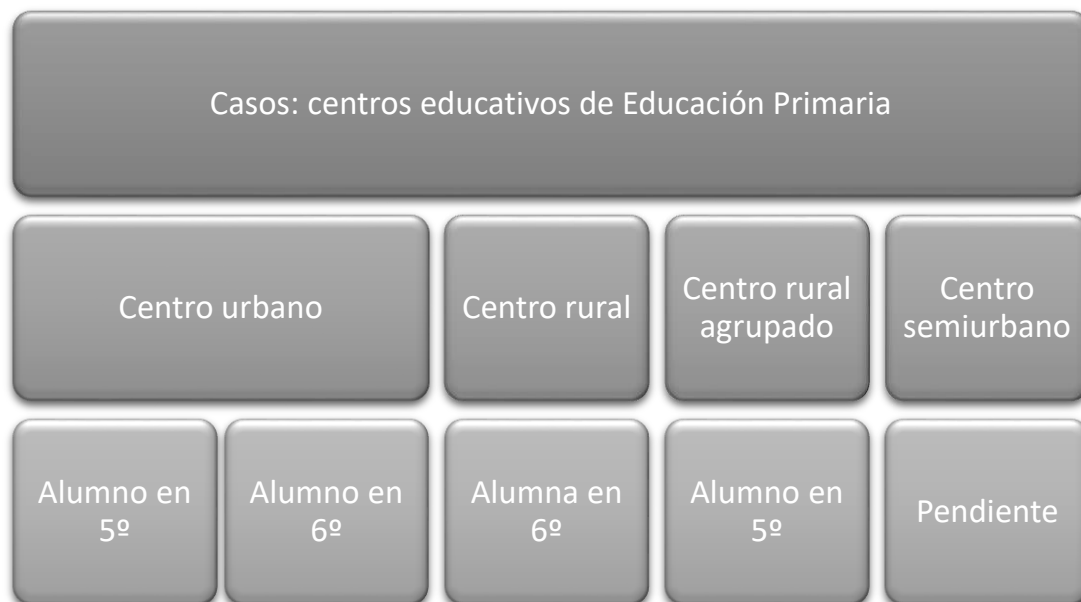 Casos: centros educativos de Educación Primaria
Centro urbano
Centro rural
Centro rural
agrupado
Centro
semiurbano
Alumno en
5º
Alumno en
6º
Alumna en
6º
Alumno en
5º
Pendiente